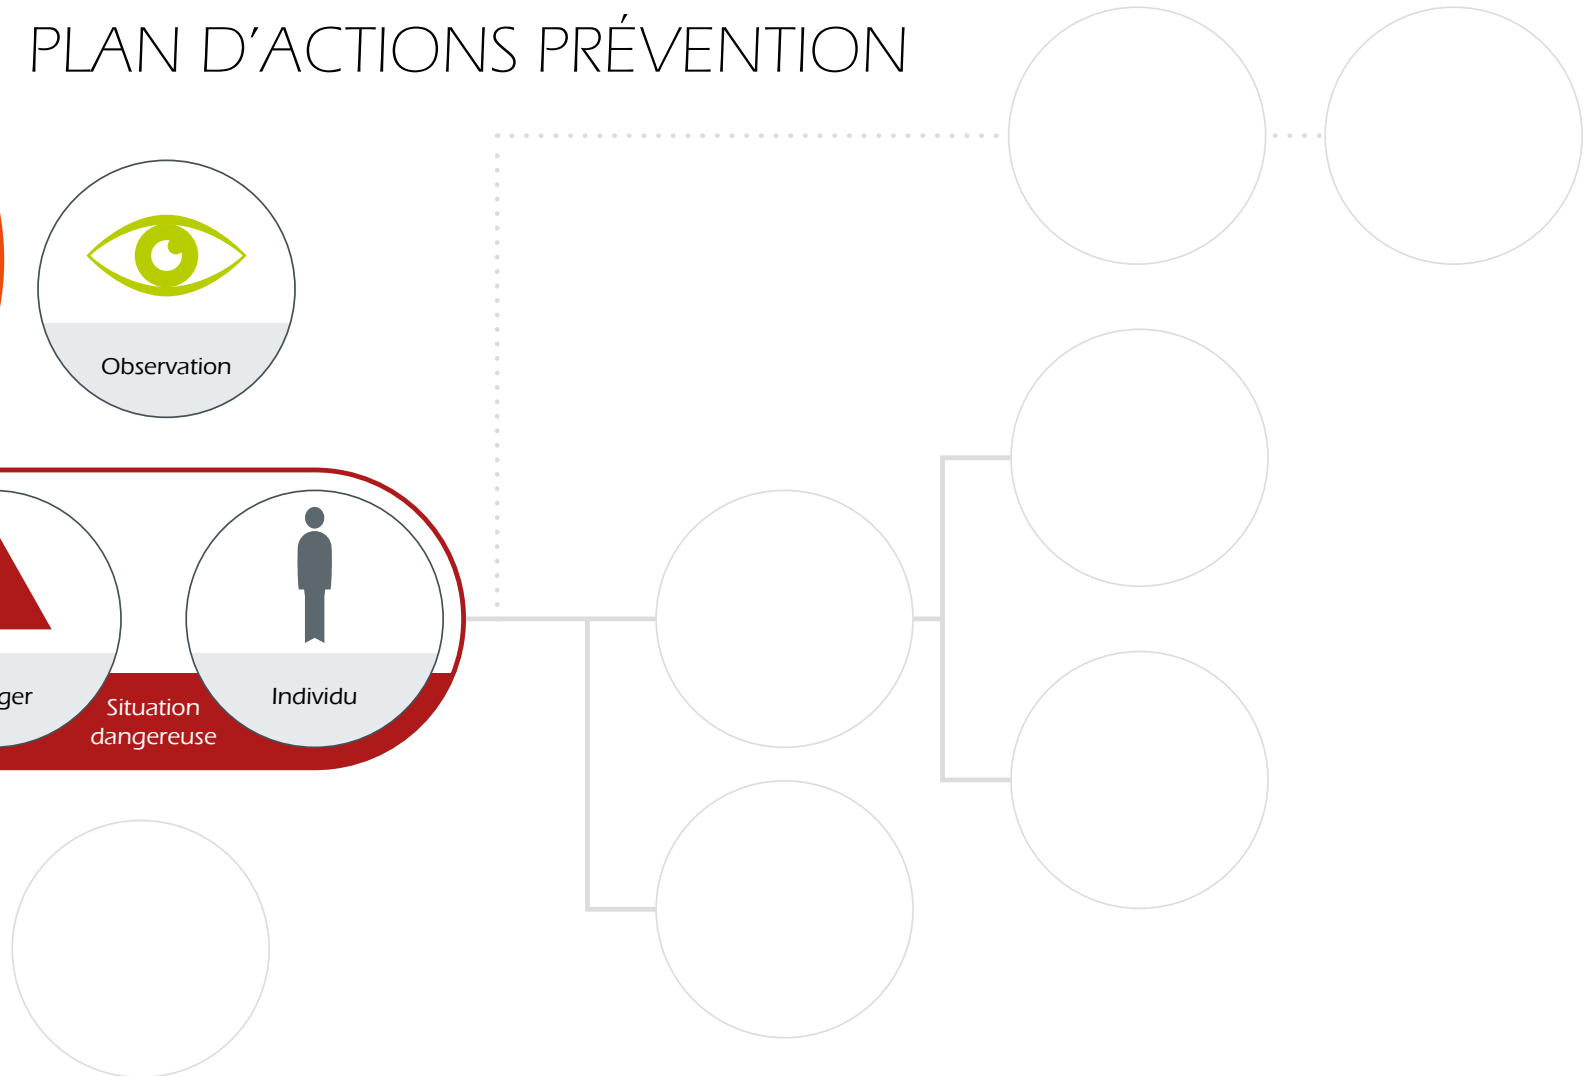 PLAN D’ACTIONS PRÉVENTION
Observation
Individu
Situation
dangereuse